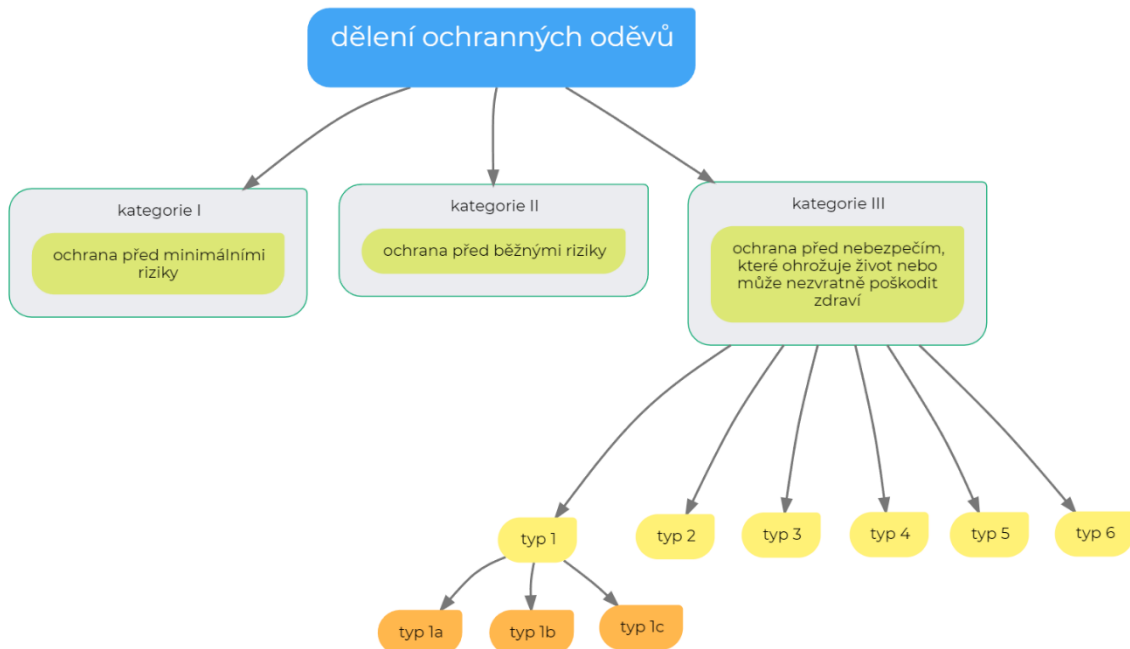 dělení ochranných oděvů
kategorie I
ochrana před minimálními
riziky
kategorie II
ochrana před běžnými riziky
kategorie III
ochrana před nebezpečím,
které ohrožuje život nebo
může nezvratně poškodit
zdraví
typ 1
typ 2
typ 3
typ 4
typ 5
typ 6
typ 1a
typ 1b
typ 1c